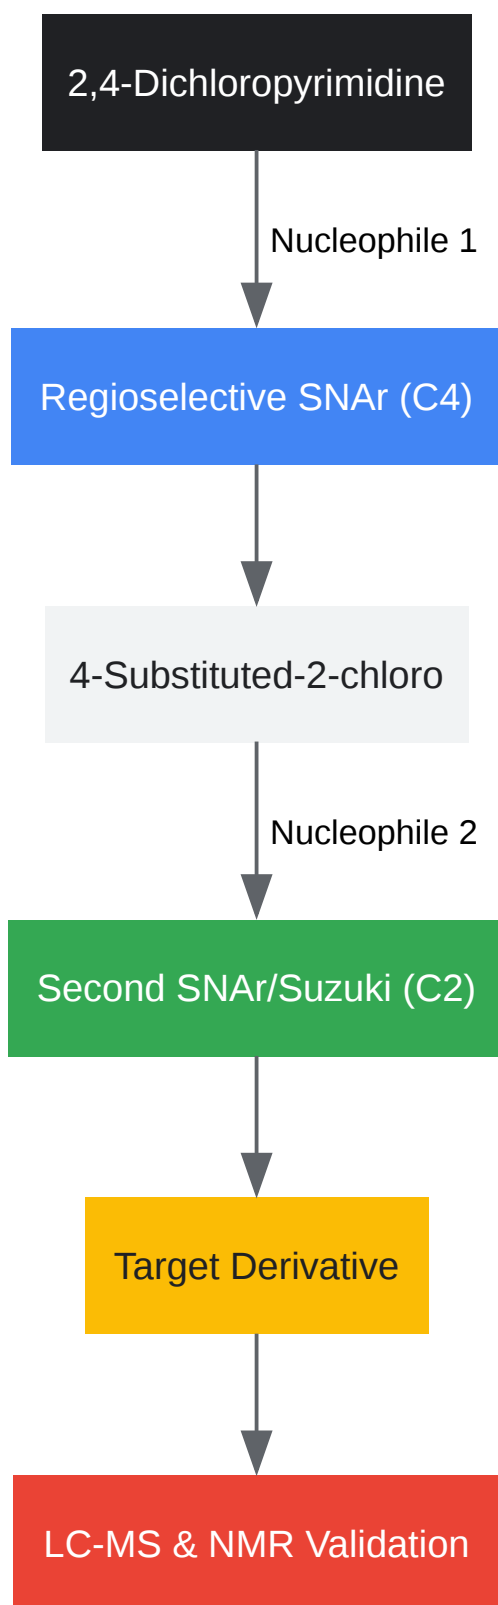 2,4-Dichloropyrimidine
Nucleophile 1
Regioselective SNAr (C4)
4-Substituted-2-chloro
Nucleophile 2
Second SNAr/Suzuki (C2)
Target Derivative
LC-MS & NMR Validation